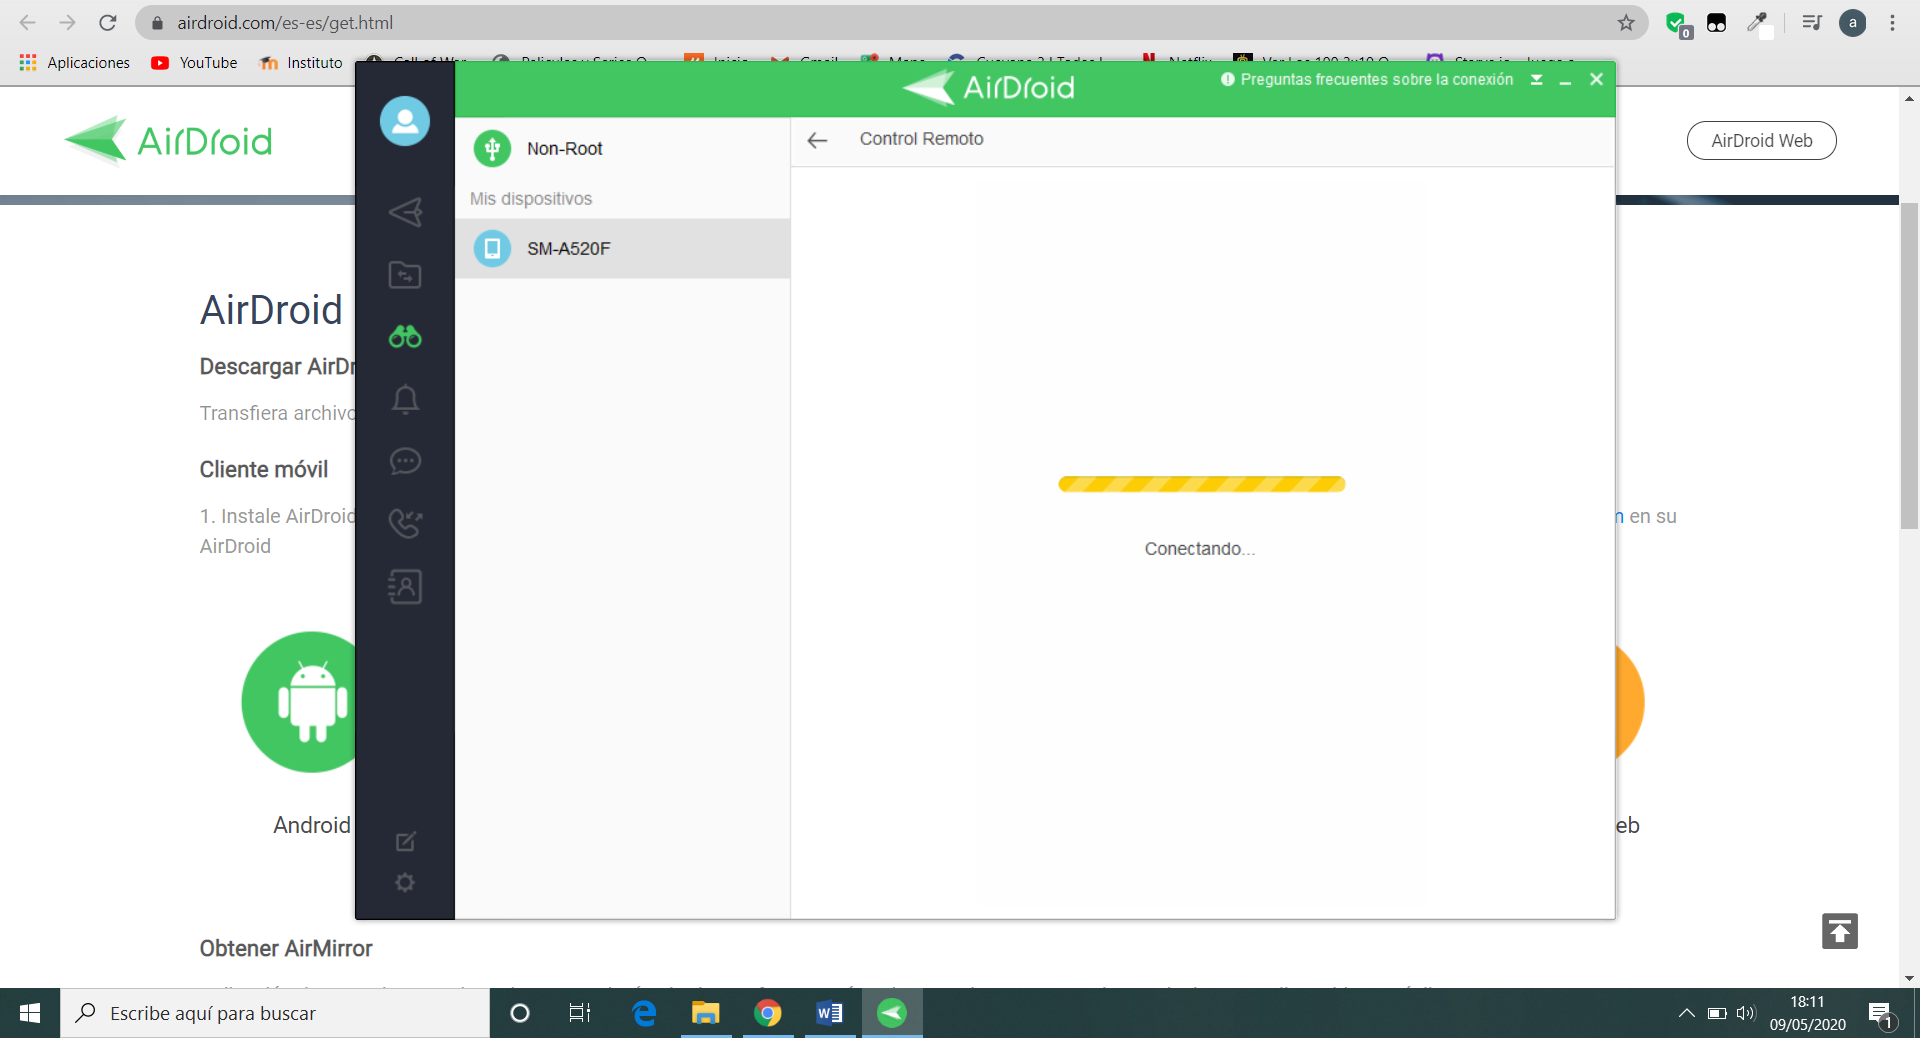 airdroid.com/es-es/get.html
a
0
Aplicaciones
YouTube
Instituto
AirDroid
Preguntas frecuentes sobre la conexión
AirDroid
AirDroid Web
Non-Root
Control Remoto
Mis dispositivos
SM-A520F
AirDroid
Descargar AirDr
Transfiera archivo
Cliente móvil
1. Instale AirDroid
en su
AirDroid
Conectando...
Android
eb
Obtener AirMirror
Escribe aquí para buscar
18:11
09/05/2020
1